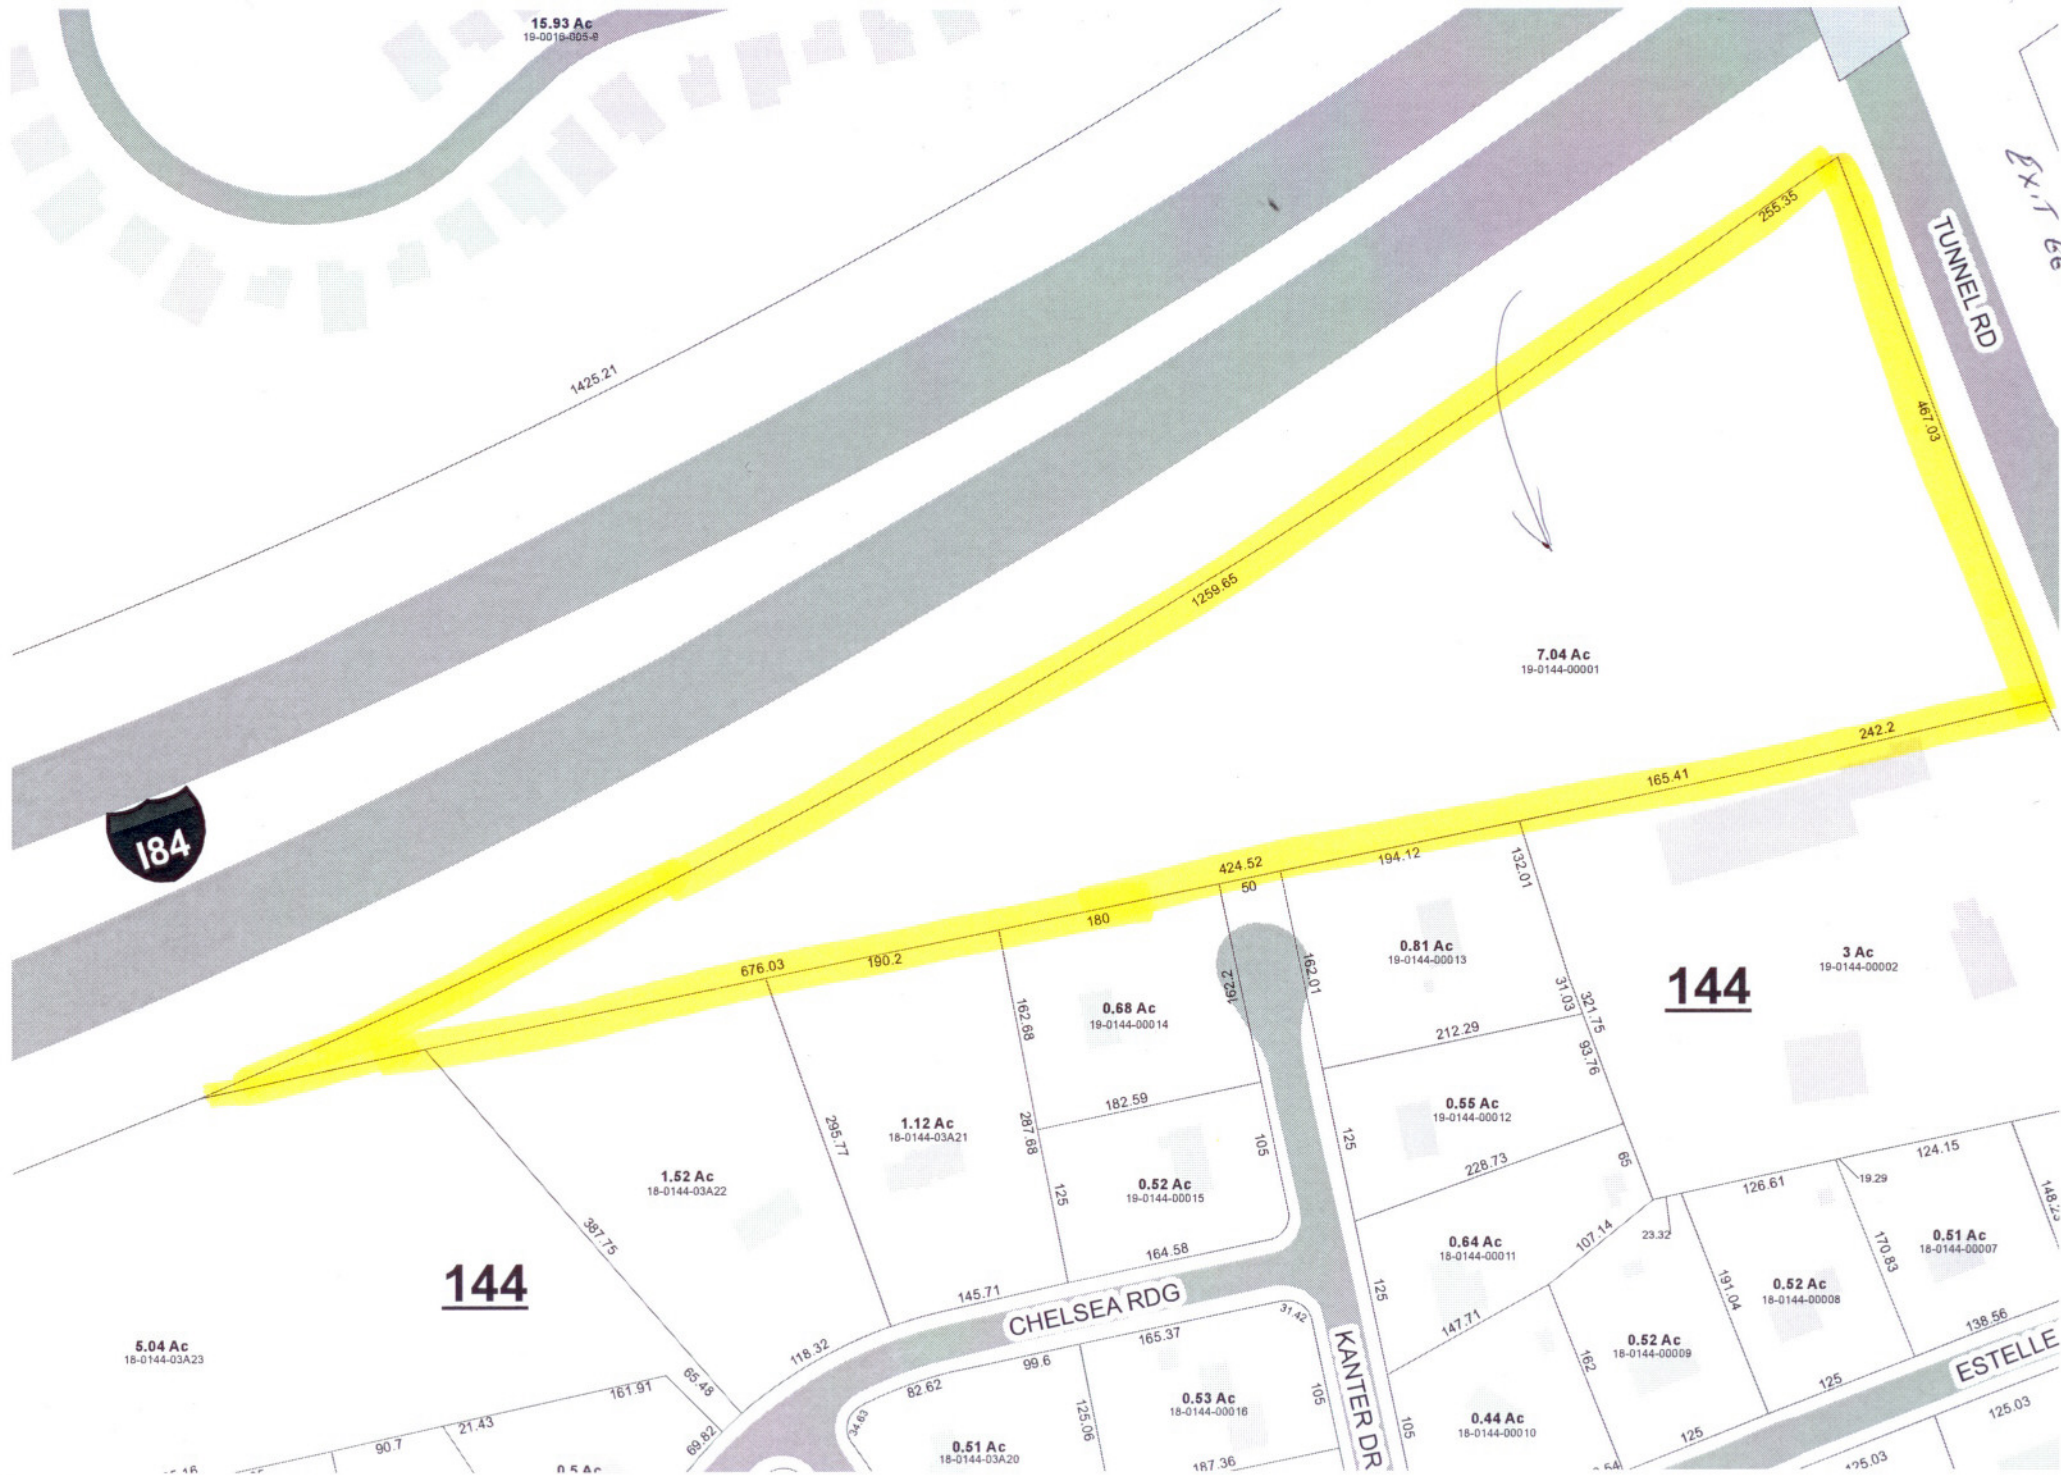 15.93 Ac
19-0016-005-9
EXIT 66
TUNNEL RD
255.35
467.03
1425.21
1259.65
7.04 Ac
19-0144-00001
242.2
165.41
I84
424.52
50
194.12
132.01
180
190.2
676.03
0.81 Ac
19-0144-00013
3 Ac
19-0144-00002
144
162.2
162.01
31.03
321.75
93.76
162.68
0.68 Ac
19-0144-00014
212.29
182.59
0.55 Ac
19-0144-00012
1.12 Ac
18-0144-03A21
287.68
295.77
105
125
228.73
65
124.15
19.29
126.61
148.23
1.52 Ac
18-0144-03A22
0.52 Ac
19-0144-00015
125
387.75
164.58
0.64 Ac
18-0144-00011
107.14
23.32
0.51 Ac
18-0144-00007
170.83
144
145.71
CHELSEA RDG
125
191.04
0.52 Ac
18-0144-00008
5.04 Ac
18-0144-03A23
118.32
165.37
31.42
KANTER DR
147.71
138.56
0.52 Ac
18-0144-00009
162
ESTELLE
99.6
82.62
65.48
161.91
0.53 Ac
18-0144-00016
105
125
125.03
21.43
90.7
69.82
34.63
125.06
0.51 Ac
18-0144-03A20
0.44 Ac
18-0144-00010
105
125
187.36
125.03
0.5 Ac